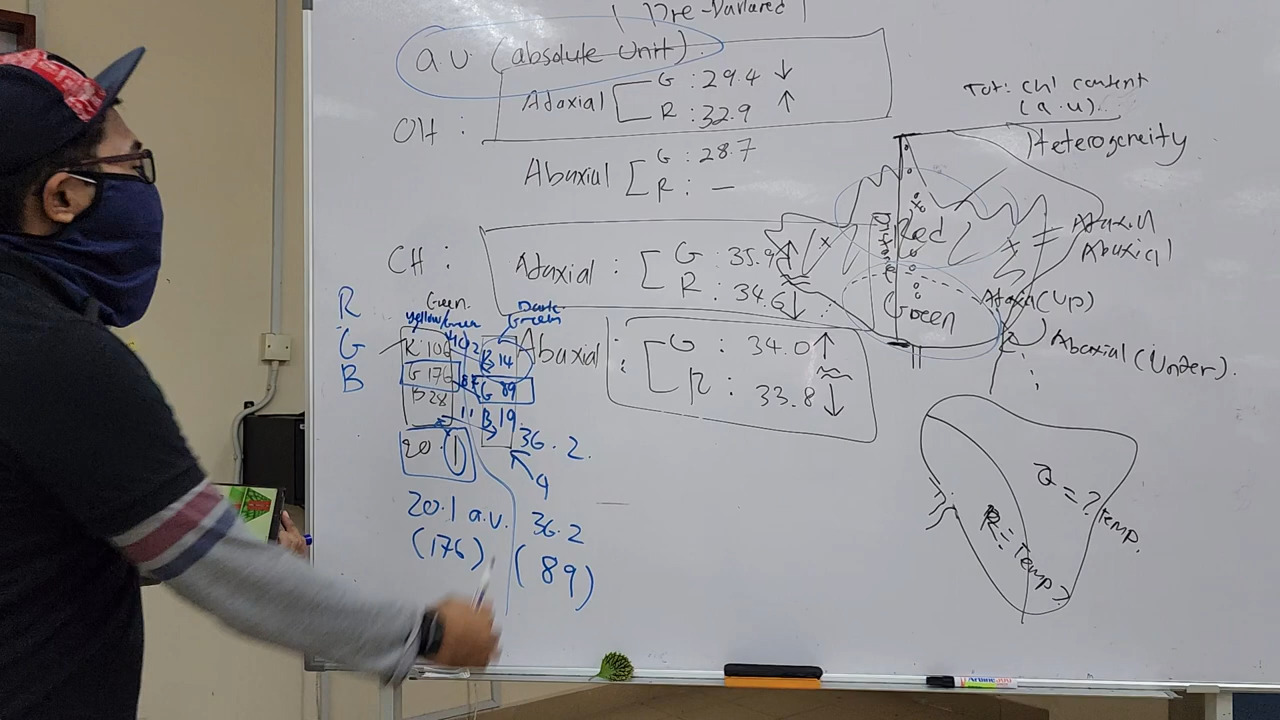 a.u. (absolute Unit).
OH :
Adaxial
G : 29.4 ↓
R : 32.9 ↑
Abaxial
G : 28.7
R : —
CH :
Adaxial :
G : 35.9
R : 34.6 ↓
Abaxial :
G : 34.0 ↑
R : 33.8 ↓
R
G
B
Green.
Yellow Green
R 106
G 176
B 28
20.1
20.1 a.u.
(176)
Dark
Green
14
G 89
B 19
36.2.
36.2
(89)
Tot: Chl content
(a.u).
Heterogeneity
Red
Green
Adaxial
Abaxial
Adaxial (Up)
Abaxial (Under).
G = ? Temp.
R = Temp?
Artline